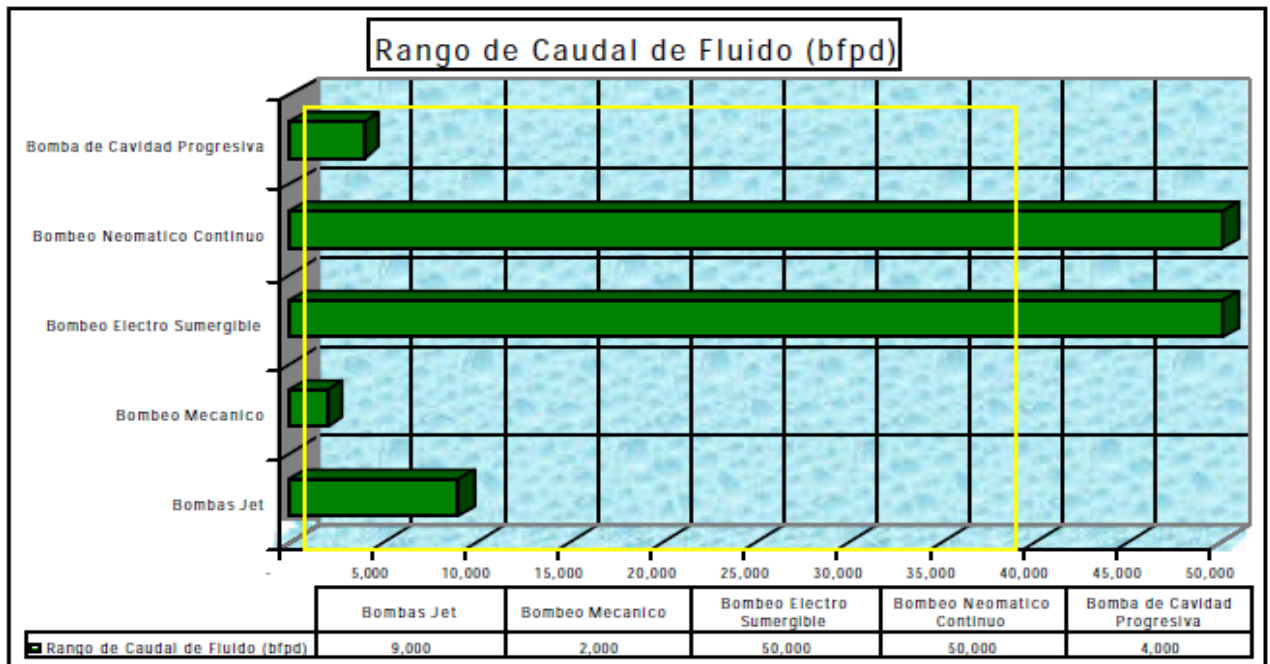 Rango de Caudal de Fluido (bfpd)
Bomba de Cavidad Progresiva
Bombeo Neomatico Continuo
Bombeo Electro Sumergible
Bombeo Mecanico
Bombas Jet
- 5,000 10,000 15,000 20,000 25,000 30,000 35,000 40,000 45,000 50,000
Bombas Jet
Bombeo Mecanico
Bombeo Electro
Sumergible
Bombeo Neomatico
Continuo
Bomba de Cavidad
Progresiva
Rango de Caudal de Fluido (bfpd) 9,000 2,000 50,000 50,000 4,000